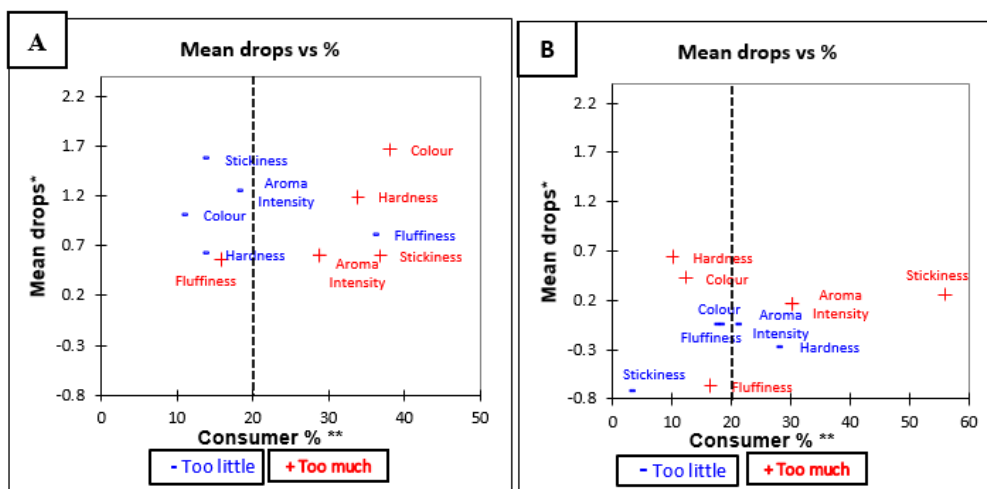 A
Mean drops vs %
Mean drops*
2.2
1.7
1.2
0.7
0.2
-0.3
-0.8
Stickiness
Aroma
Intensity
Colour
Hardness
Fluffiness
Colour
Hardness
Fluffiness
Stickiness
Aroma
Intensity
0
10
20
30
40
50
Consumer % **
- Too little
+ Too much
B
Mean drops vs %
Mean drops*
2.2
1.7
1.2
0.7
0.2
-0.3
-0.8
Hardness
Colour
Stickiness
Aroma
Intensity
Colour
Fluffiness
Aroma
Intensity
Hardness
Stickiness
Fluffiness
0
10
20
30
40
50
60
Consumer % **
- Too little
+ Too much